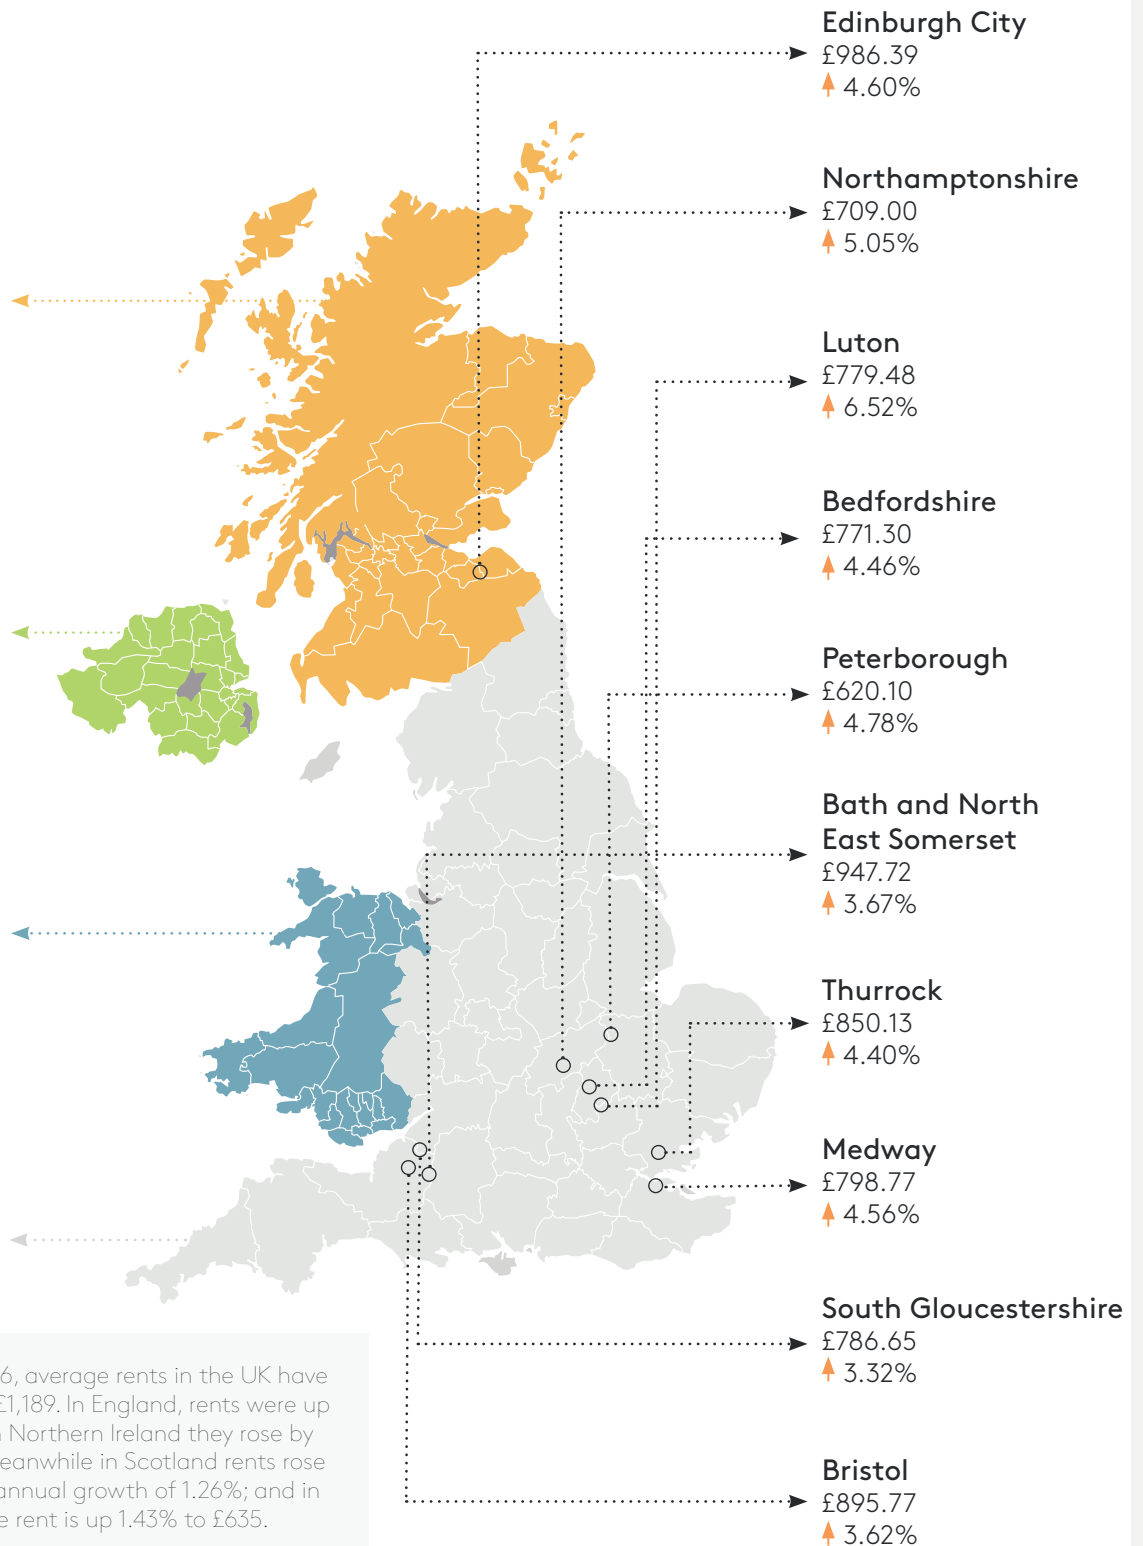 Edinburgh City
£986.39
4.60%
Northamptonshire
£709.00
5.05%
Luton
£779.48
6.52%
Bedfordshire
£771.30
4.46%
Peterborough
£620.10
4.78%
Bath and North
East Somerset
£947.72
3.67%
Thurrock
£850.13
4.40%
Medway
£798.77
4.56%
South Gloucestershire
£786.65
3.32%
Bristol
£895.77
3.62%
6, average rents in the UK have
£1,189. In England, rents were up
Northern Ireland they rose by
eanwhile in Scotland rents rose
annual growth of 1.26%; and in
e rent is up 1.43% to £635.